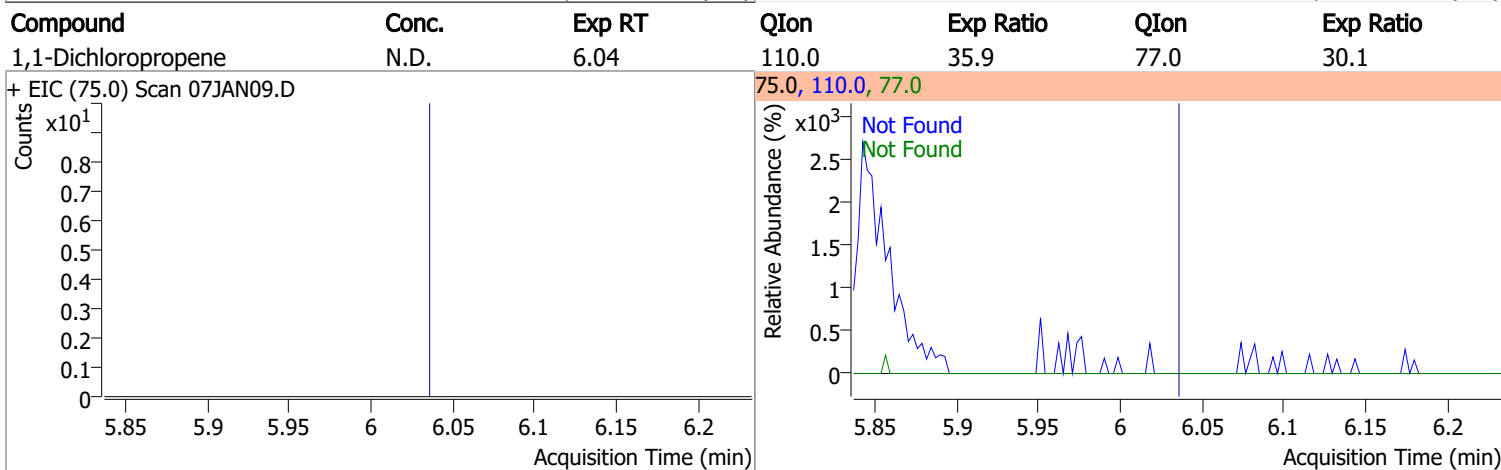 Compound Conc. Exp RT QIon Exp Ratio QIon Exp Ratio
1,1-Dichloropropene N.D. 6.04 110.0 35.9 77.0 30.1
+ EIC (75.0) Scan 07JAN09.D
Counts
x10¹
0.8
0.7
0.6
0.5
0.4
0.3
0.2
0.1
0
5.85 5.9 5.95 6 6.05 6.1 6.15 6.2
Acquisition Time (min)
75.0, 110.0, 77.0
Relative Abundance (%)
x10³
Not Found
Not Found
2.5
2
1.5
1
0.5
0
5.85 5.9 5.95 6 6.05 6.1 6.15 6.2
Acquisition Time (min)